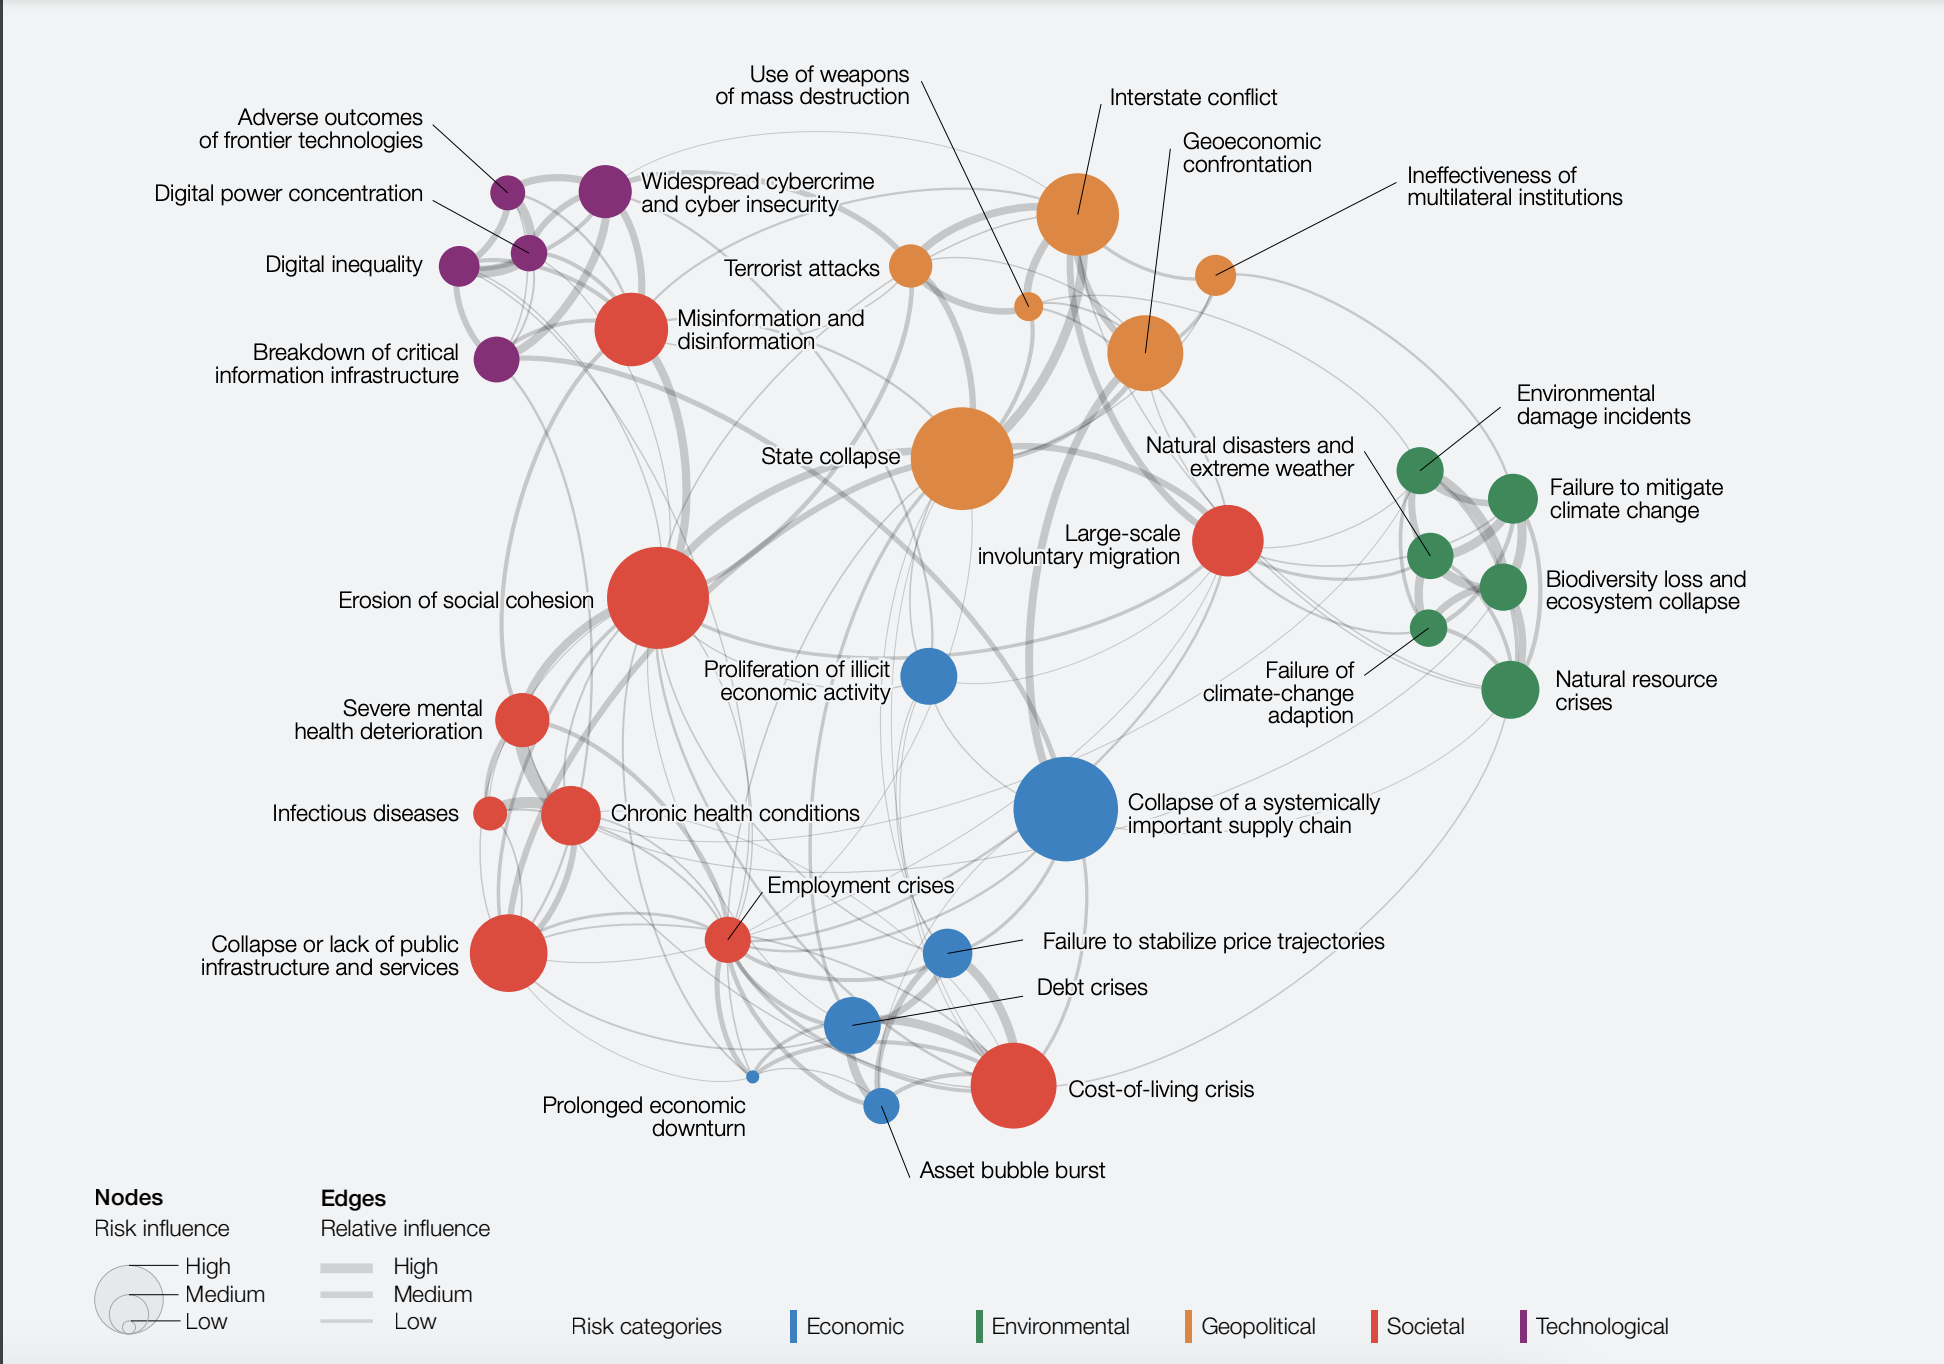 Use of weapons
of mass destruction
Interstate conflict
Adverse outcomes
of frontier technologies
Geoeconomic
confrontation
Ineffectiveness of
multilateral institutions
Digital power concentration
Widespread cybercrime
and cyber insecurity
Digital inequality
Terrorist attacks
Misinformation and
disinformation
Breakdown of critical
information infrastructure
Environmental
damage incidents
State collapse
Natural disasters and
extreme weather
Failure to mitigate
climate change
Large-scale
involuntary migration
Biodiversity loss and
ecosystem collapse
Erosion of social cohesion
Proliferation of illicit
economic activity
Failure of
climate-change
adaption
Natural resource
crises
Severe mental
health deterioration
Infectious diseases
Chronic health conditions
Collapse of a systemically
important supply chain
Employment crises
Collapse or lack of public
infrastructure and services
Failure to stabilize price trajectories
Debt crises
Prolonged economic
downturn
Cost-of-living crisis
Asset bubble burst
Nodes
Risk influence
High
Medium
Low
Edges
Relative influence
High
Medium
Low
Risk categories
Economic
Environmental
Geopolitical
Societal
Technological